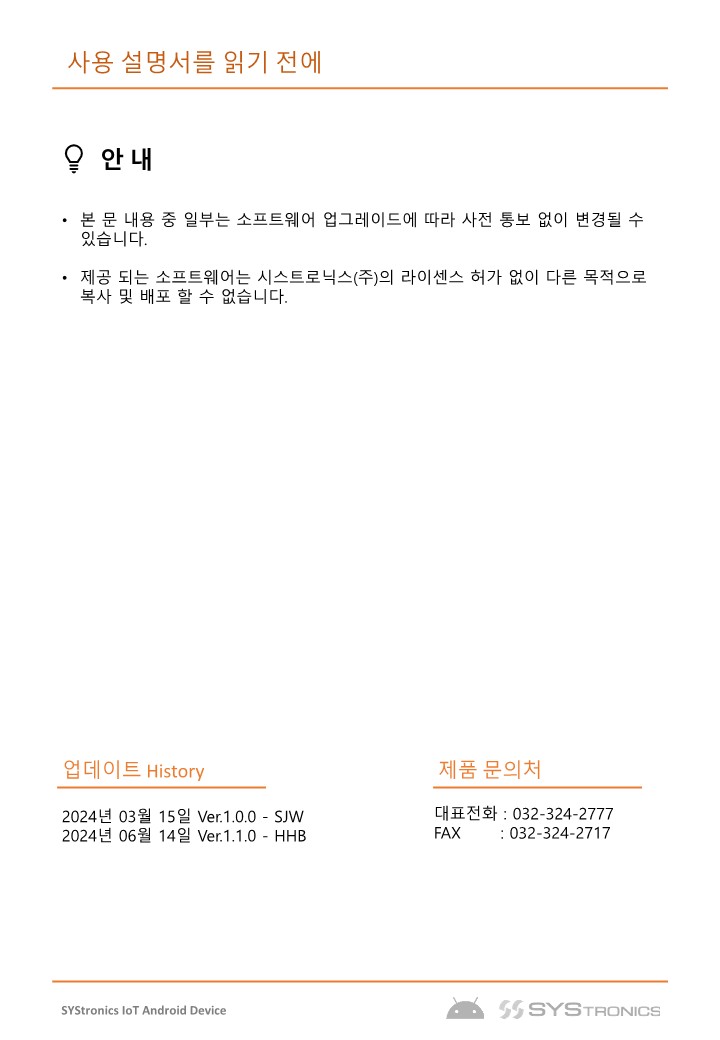 사용 설명서를 읽기 전에
안 내
• 본 문 내용 중 일부는 소프트웨어 업그레이드에 따라 사전 통보 없이 변경될 수
있습니다.
• 제공 되는 소프트웨어는 시스트로닉스(주)의 라이센스 허가 없이 다른 목적으로
복사 및 배포 할 수 없습니다.
업데이트 History
2024년 03월 15일 Ver.1.0.0 - SJW
2024년 06월 14일 Ver.1.1.0 - HHB
제품 문의처
대표전화 : 032-324-2777
FAX : 032-324-2717
SYStronics IoT Android Device
SYSTRONICS